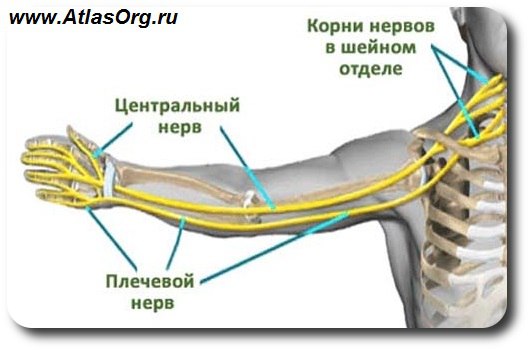 www.AtlasOrg.ru
Корни нервов
в шейном
отделе
Центральный
нерв
Плечевой
нерв